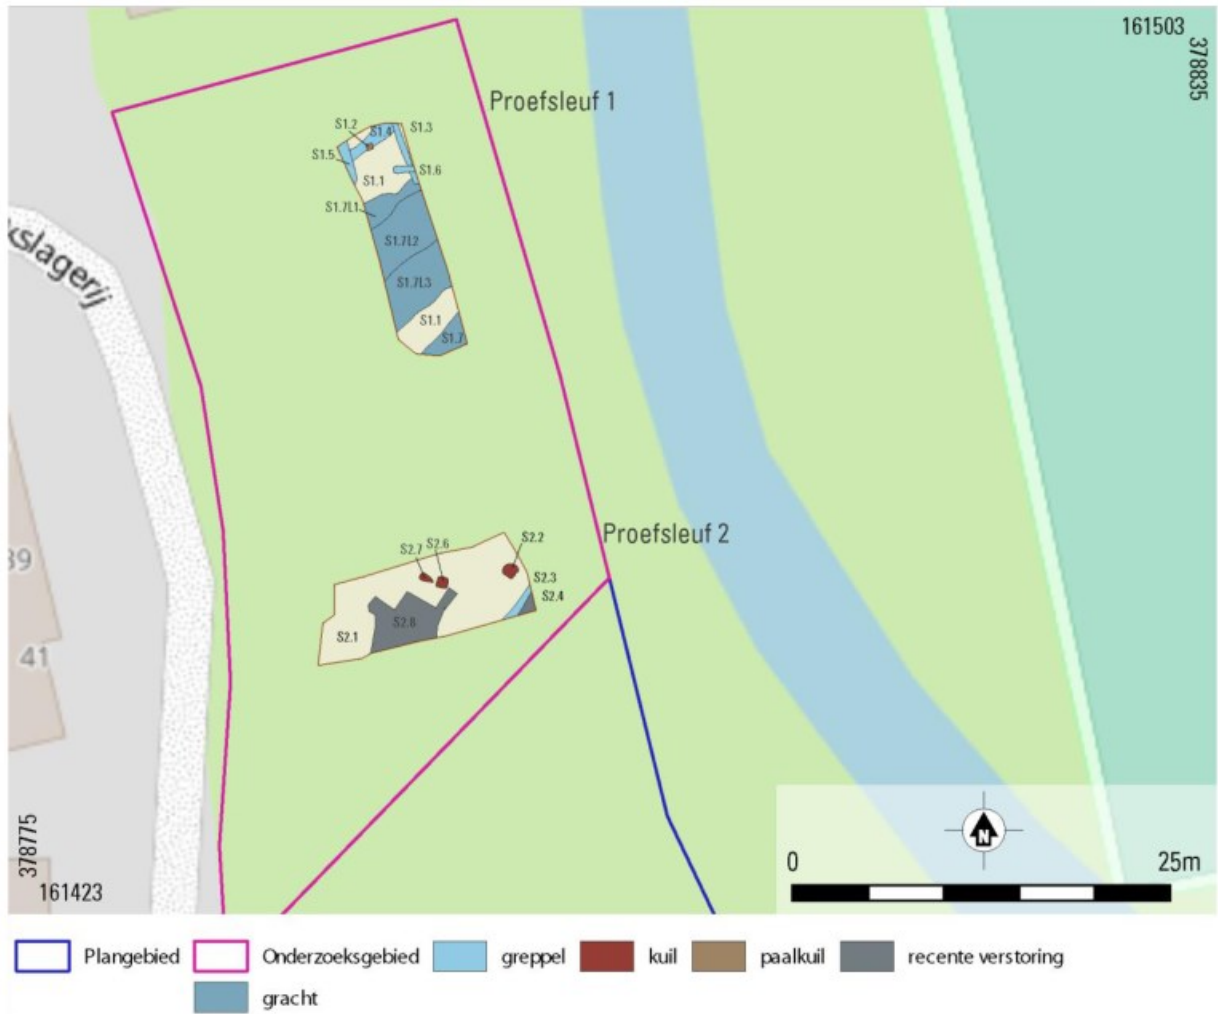 161503
378835
Proefsleuf 1
S1.2
S1.4
S1.3
S1.5
S1.1
S1.6
S1.7L1
S1.7L2
S1.7L3
S1.1
S1.7
kslagerij
Proefsleuf 2
S2.7
S2.6
S2.2
S2.3
S2.4
S2.8
S2.1
39
41
378775
161423
N
0 25m
Plangebied Onderzoeksgebied greppel kuil paalkuil recente verstoring
gracht